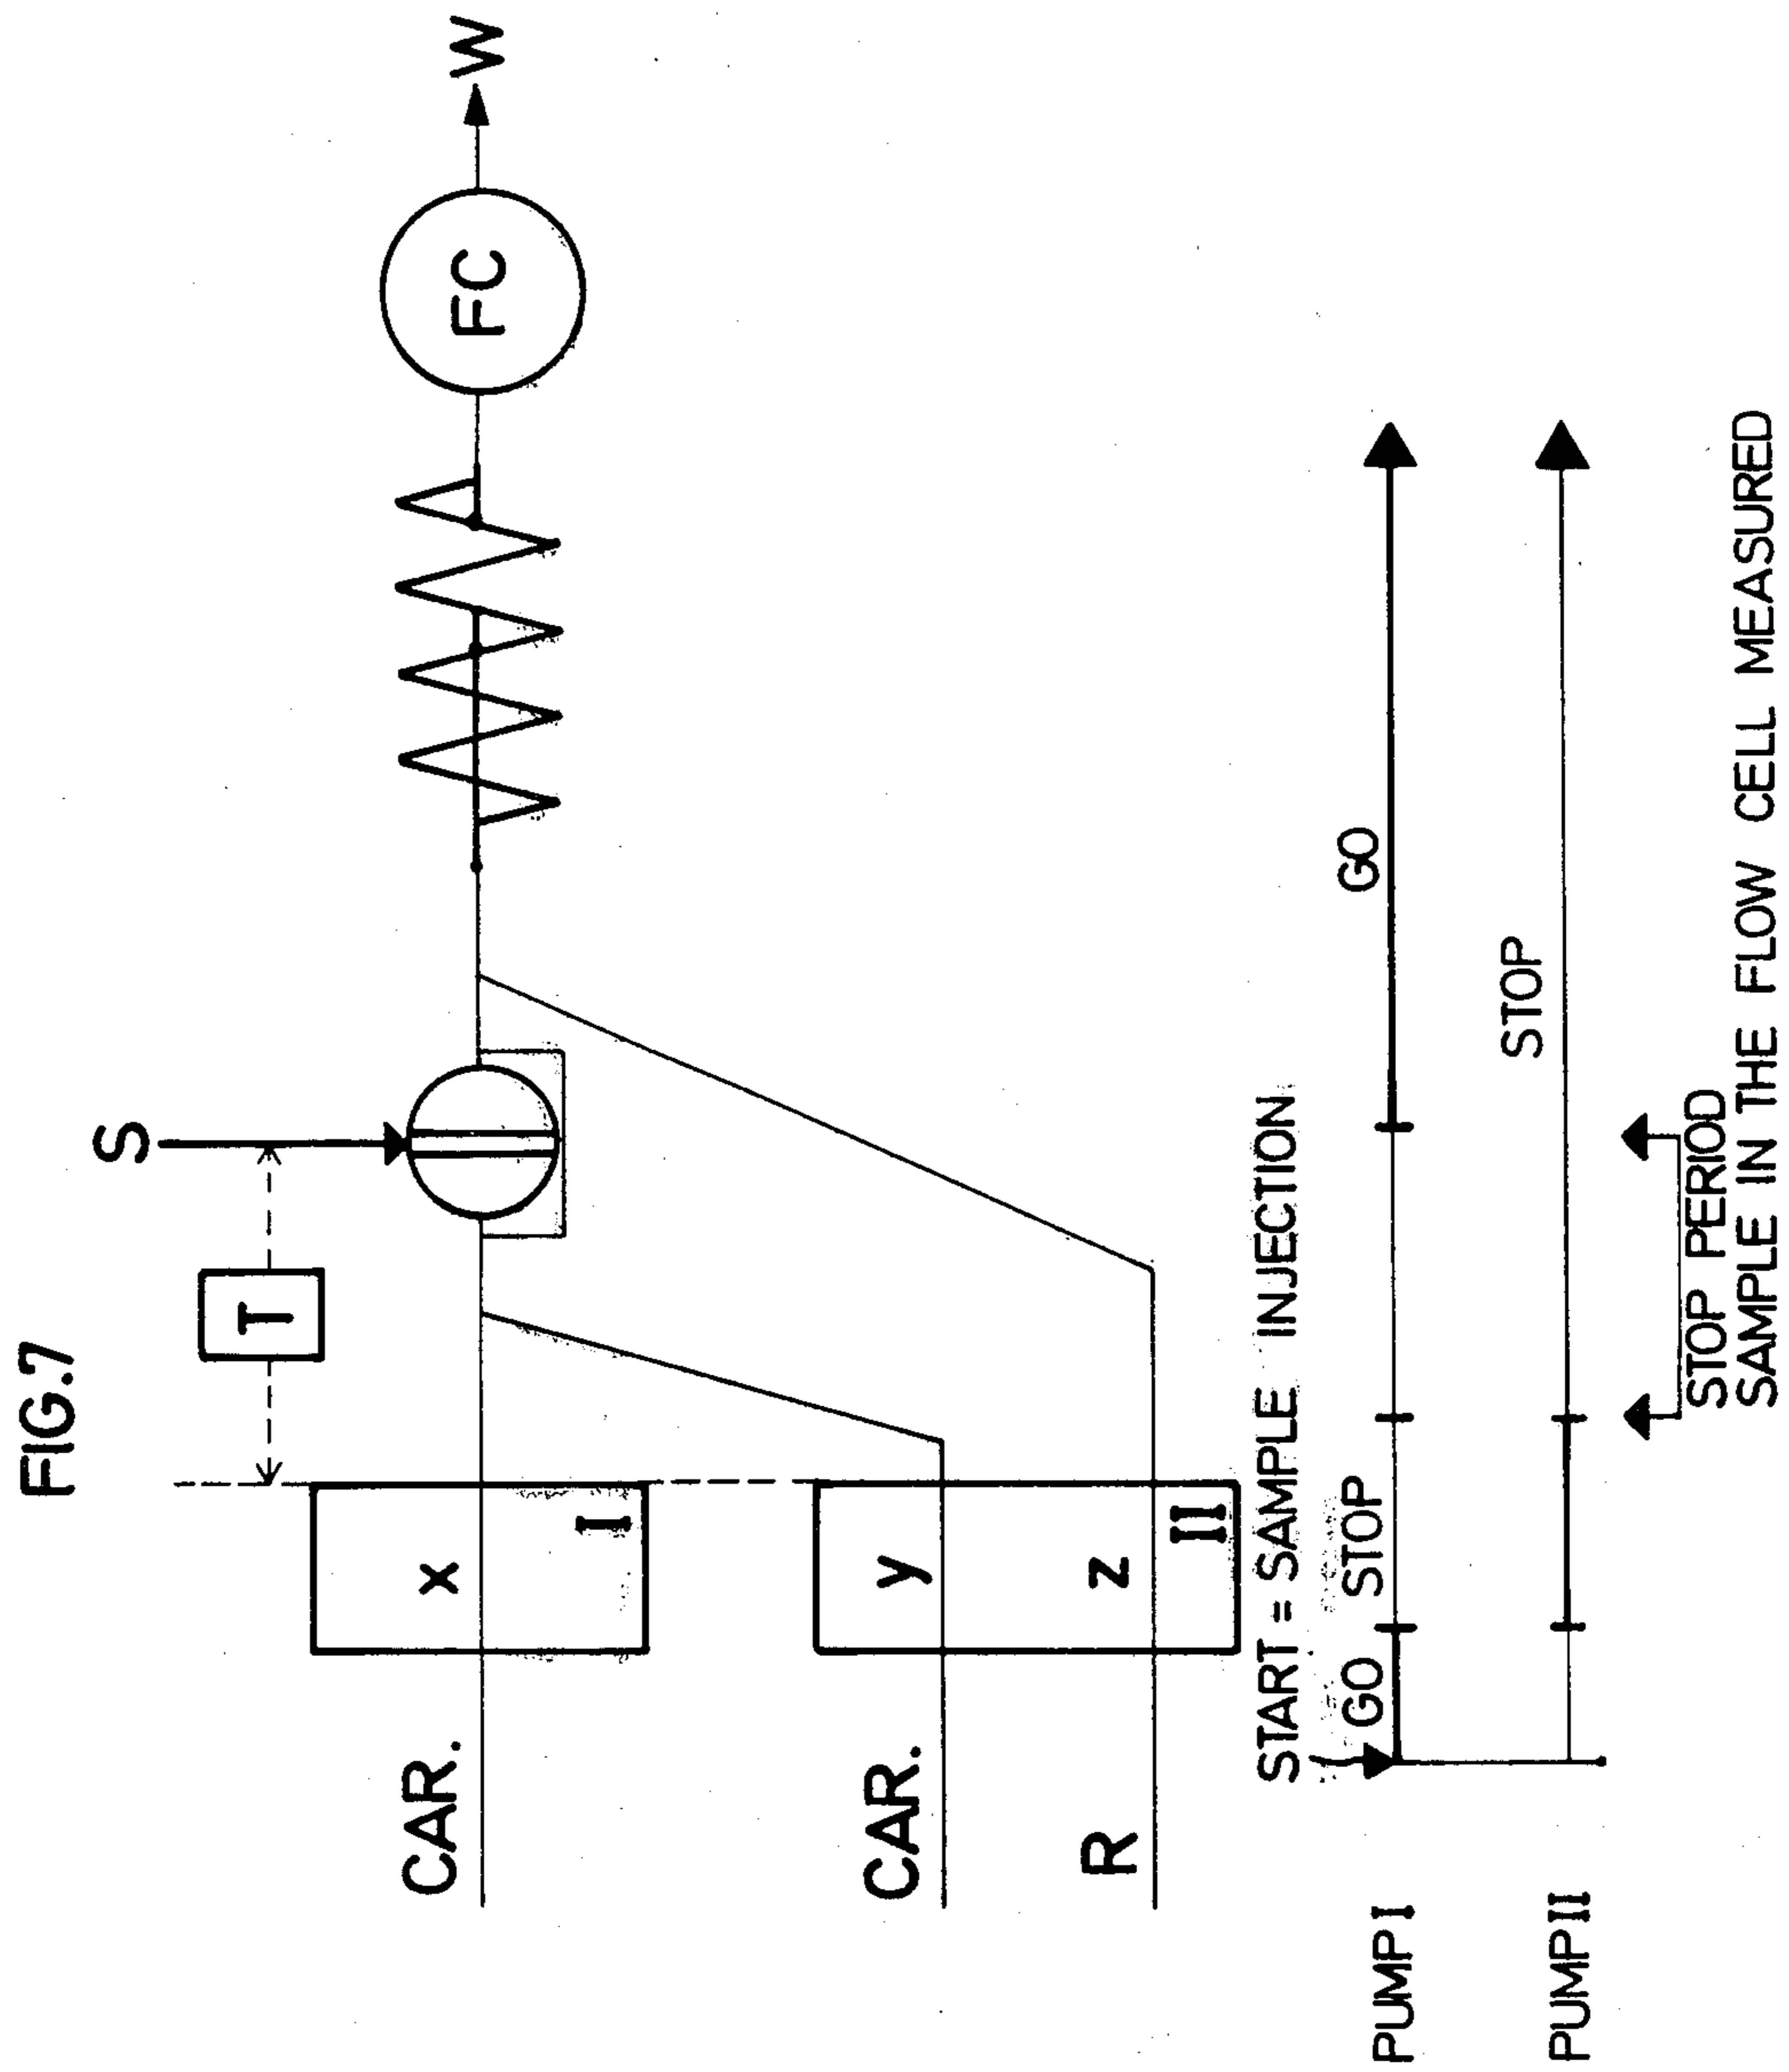 FIG.7
S
T
CAR.
x
I
FC
W
CAR.
y
R
z
II
START = SAMPLE INJECTION
GO STOP GO
PUMP I
STOP
PUMP II
STOP PERIOD
SAMPLE IN THE FLOW CELL MEASURED